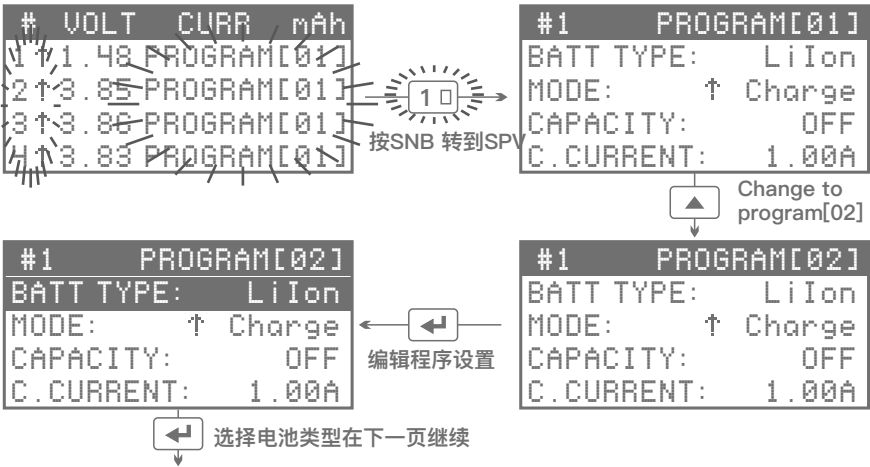 # VOLT CURR mAh
1↑1.48 PROGRAM[01]
2↑3.85 PROGRAM[01]
3↑3.86 PROGRAM[01]
4↑3.83 PROGRAM[01]
1
按SNB 转到SPV
#1 PROGRAM[01]
BATT TYPE: LiIon
MODE: ↑ Charge
CAPACITY: OFF
C.CURRENT: 1.00A
Change to
program[02]
#1 PROGRAM[02]
BATT TYPE: LiIon
MODE: ↑ Charge
CAPACITY: OFF
C.CURRENT: 1.00A
编辑程序设置
#1 PROGRAM[02]
BATT TYPE: LiIon
MODE: ↑ Charge
CAPACITY: OFF
C.CURRENT: 1.00A
选择电池类型在下一页继续